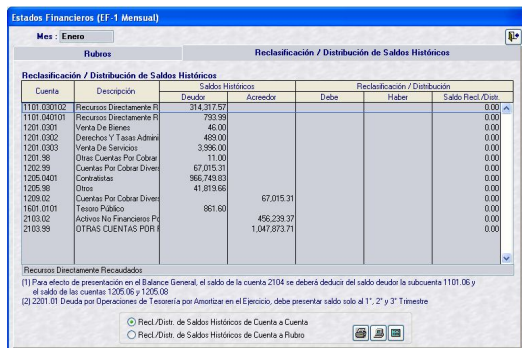 Estados Financieros (EF-1 Mensual)
Mes : Enero
Rubros Reclasificación / Distribución de Saldos Históricos
Reclasificación / Distribución de Saldos Históricos
Cuenta Descripción Saldos Históricos Reclasificación / Distribución
Deudor Acreedor Debe Haber Saldo Recl./Distr.
1101.030102 Recursos Directamente R 314,317.57 0.00
1101.040101 Recursos Directamente R 793.99 0.00
1201.0301 Venta De Bienes 46.00 0.00
1201.0302 Derechos Y Tasas Admini 489.00 0.00
1201.0303 Venta De Servicios 3,996.00 0.00
1201.98 Otras Cuentas Por Cobrar 11.00 0.00
1202.99 Cuentas Por Cobrar Divers 67,015.31 0.00
1205.0401 Contratistas 966,749.83 0.00
1205.98 Otros 41,819.66 0.00
1209.02 Cuentas Por Cobrar Divers 67,015.31 0.00
1601.0101 Tesoro Público 861.60 0.00
2103.02 Activos No Financieros Po 456,239.37 0.00
2103.99 OTRAS CUENTAS POR F 1,047,873.71 0.00
Recursos Directamente Recaudados
(1) Para efecto de presentación en el Balance General, el saldo de la cuenta 2104 se deberá deducir del saldo deudor la subcuenta 1101.06 y
el saldo de las cuentas 1205.06 y 1205.08
(2) 2201.01 Deuda por Operaciones de Tesorería por Amortizar en el Ejercicio, debe presentar saldo solo al 1°, 2° y 3° Trimestre
Recl./Distr. de Saldos Históricos de Cuenta a Cuenta
Recl./Distr. de Saldos Históricos de Cuenta a Rubro